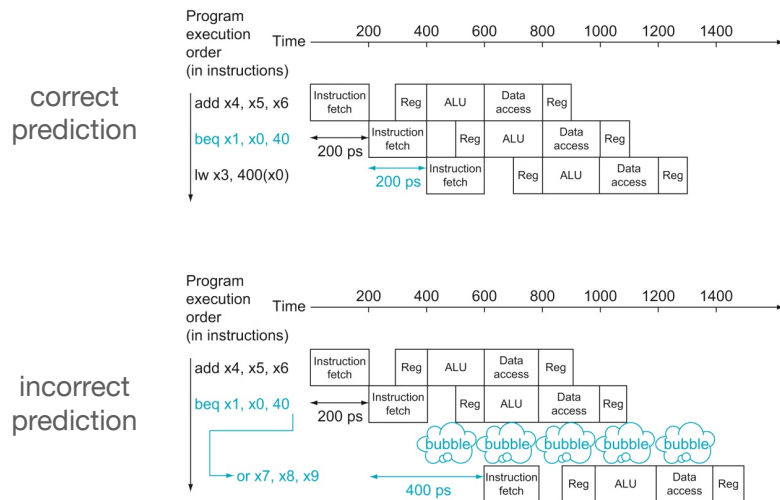 correct
prediction
Program
execution
order
(in instructions)
Time
200 400 600 800 1000 1200 1400
add x4, x5, x6
Instruction
fetch
Reg
ALU
Data
access
Reg
beq x1, x0, 40
200 ps
Instruction
fetch
Reg
ALU
Data
access
Reg
lw x3, 400(x0)
200 ps
Instruction
fetch
Reg
ALU
Data
access
Reg
incorrect
prediction
Program
execution
order
(in instructions)
Time
200 400 600 800 1000 1200 1400
add x4, x5, x6
Instruction
fetch
Reg
ALU
Data
access
Reg
beq x1, x0, 40
200 ps
Instruction
fetch
Reg
ALU
Data
access
Reg
bubble bubble bubble bubble bubble
or x7, x8, x9
400 ps
Instruction
fetch
Reg
ALU
Data
access
Reg